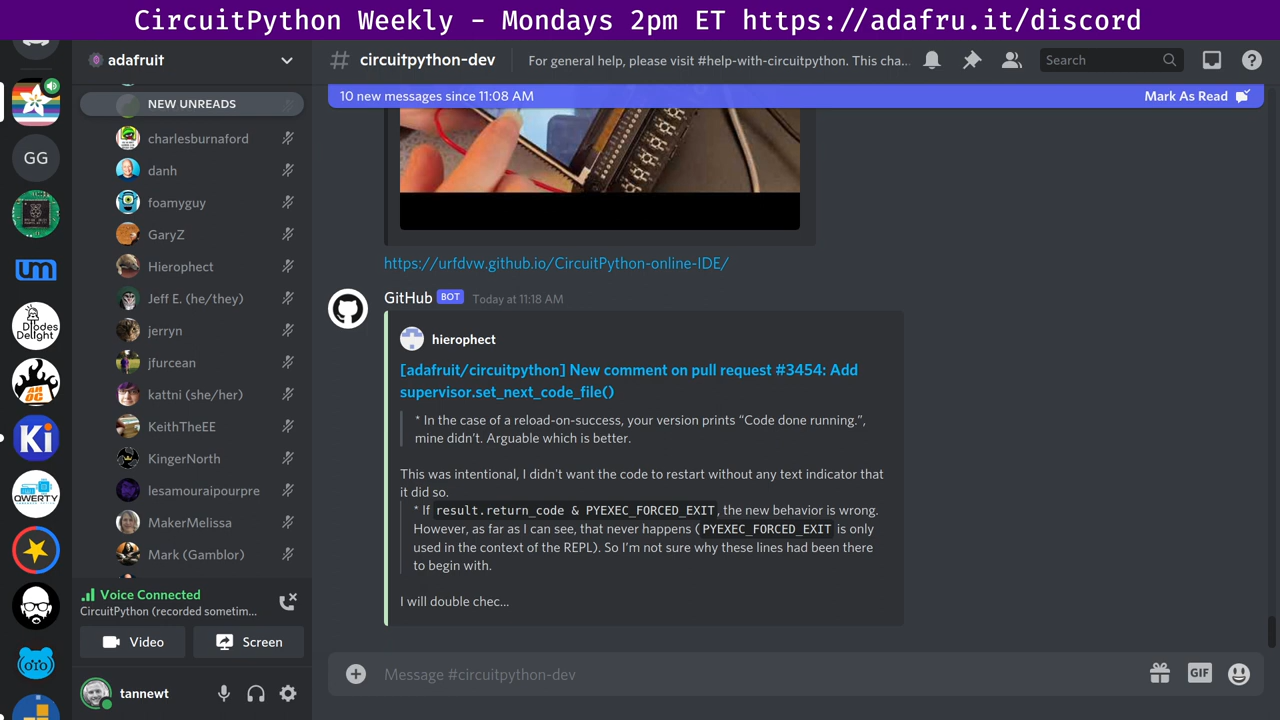 CircuitPython Weekly – Mondays 2pm ET https://adafru.it/discord
adafruit
NEW UNREADS
charlesburnaford
danh
foamyguy
GaryZ
Hierophect
Jeff E. (he/they)
jerryn
jfurcean
kattni (she/her)
KeithTheEE
KingerNorth
lesamouraipourpre
MakerMelissa
Mark (Gamblor)
Voice Connected
CircuitPython (recorded sometim...
Video
Screen
tannewt
GG
um
Diodes
Delight
AHOC
Ki
QWERTY
circuitpython-dev
For general help, please visit #help-with-circuitpython. This cha...
Search
10 new messages since 11:08 AM
Mark As Read
https://urfdvw.github.io/CircuitPython-online-IDE/
GitHub BOT Today at 11:18 AM
hierophect
[adafruit/circuitpython] New comment on pull request #3454: Add
supervisor.set_next_code_file()
* In the case of a reload-on-success, your version prints “Code done running.”,
mine didn’t. Arguable which is better.
This was intentional, I didn't want the code to restart without any text indicator that
it did so.
* If result.return_code & PYEXEC_FORCED_EXIT, the new behavior is wrong.
However, as far as I can see, that never happens (PYEXEC_FORCED_EXIT is only
used in the context of the REPL). So I’m not sure why these lines had been there
to begin with.
I will double chec...
Message #circuitpython-dev
GIF